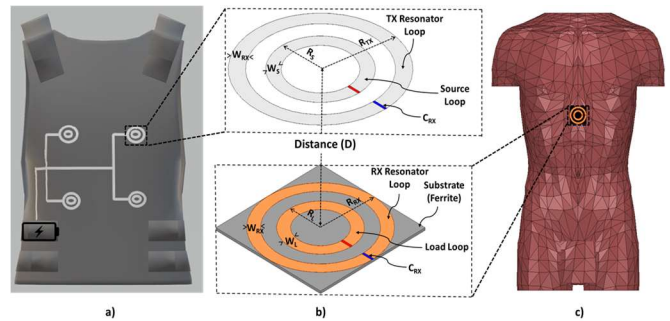 TX Resonator
Loop
R_S
R_TX
W_RX
W_S
Source
Loop
C_RX
Distance (D)
RX Resonator
Loop
Substrate
(Ferrite)
R_RX
W_RX
W_L
Load Loop
C_RX
a)
b)
c)